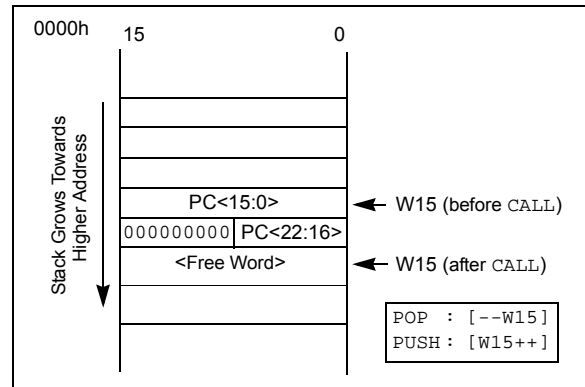 0000h
15 0
Stack Grows Towards
Higher Address
PC<15:0>
W15 (before CALL)
000000000 PC<22:16>
<Free Word>
W15 (after CALL)
POP : [--W15]
PUSH : [W15++]